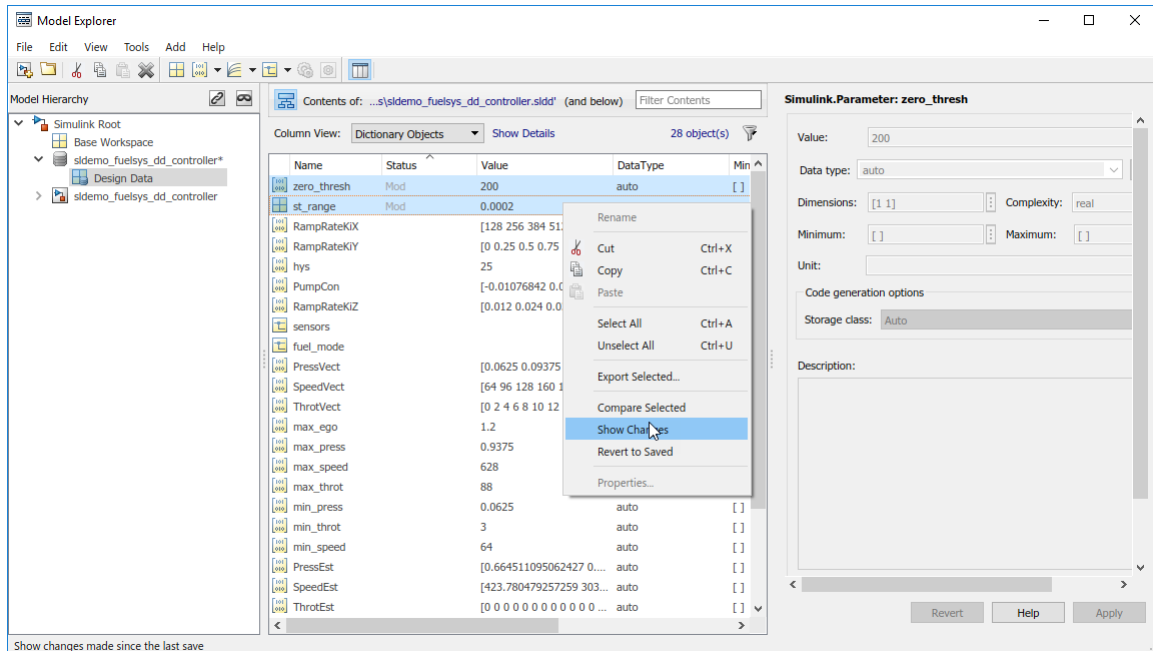 Model Explorer
File Edit View Tools Add Help
Model Hierarchy
Simulink Root
Base Workspace
sldemo_fuelsys_dd_controller*
Design Data
sldemo_fuelsys_dd_controller
Contents of: ...s\sldemo_fuelsys_dd_controller.sldd' (and below) Filter Contents
Column View: Dictionary Objects Show Details 28 object(s)
Name Status Value DataType Min
zero_thresh Mod 200 auto [ ]
st_range Mod 0.0002
RampRateKiX [128 256 384 51
RampRateKiY [0 0.25 0.5 0.75
hys 25
PumpCon [-0.01076842 0.0
RampRateKiZ [0.012 0.024 0.0
sensors
fuel_mode
PressVect [0.0625 0.09375
SpeedVect [64 96 128 160 1
ThrotVect [0 2 4 6 8 10 12
max_ego 1.2
max_press 0.9375
max_speed 628
max_throt 88
min_press 0.0625 auto [ ]
min_throt 3 auto [ ]
min_speed 64 auto [ ]
PressEst [0.664511095062427 0.... auto [ ]
SpeedEst [423.780479257259 303... auto [ ]
ThrotEst [0 0 0 0 0 0 0 0 0 0 0 0 ... auto [ ]
Rename
Cut Ctrl+X
Copy Ctrl+C
Paste
Select All Ctrl+A
Unselect All Ctrl+U
Export Selected...
Compare Selected
Show Changes
Revert to Saved
Properties...
Simulink.Parameter: zero_thresh
Value: 200
Data type: auto
Dimensions: [1 1] Complexity: real
Minimum: [ ] Maximum: [ ]
Unit:
Code generation options
Storage class: Auto
Description:
Revert Help Apply
Show changes made since the last save